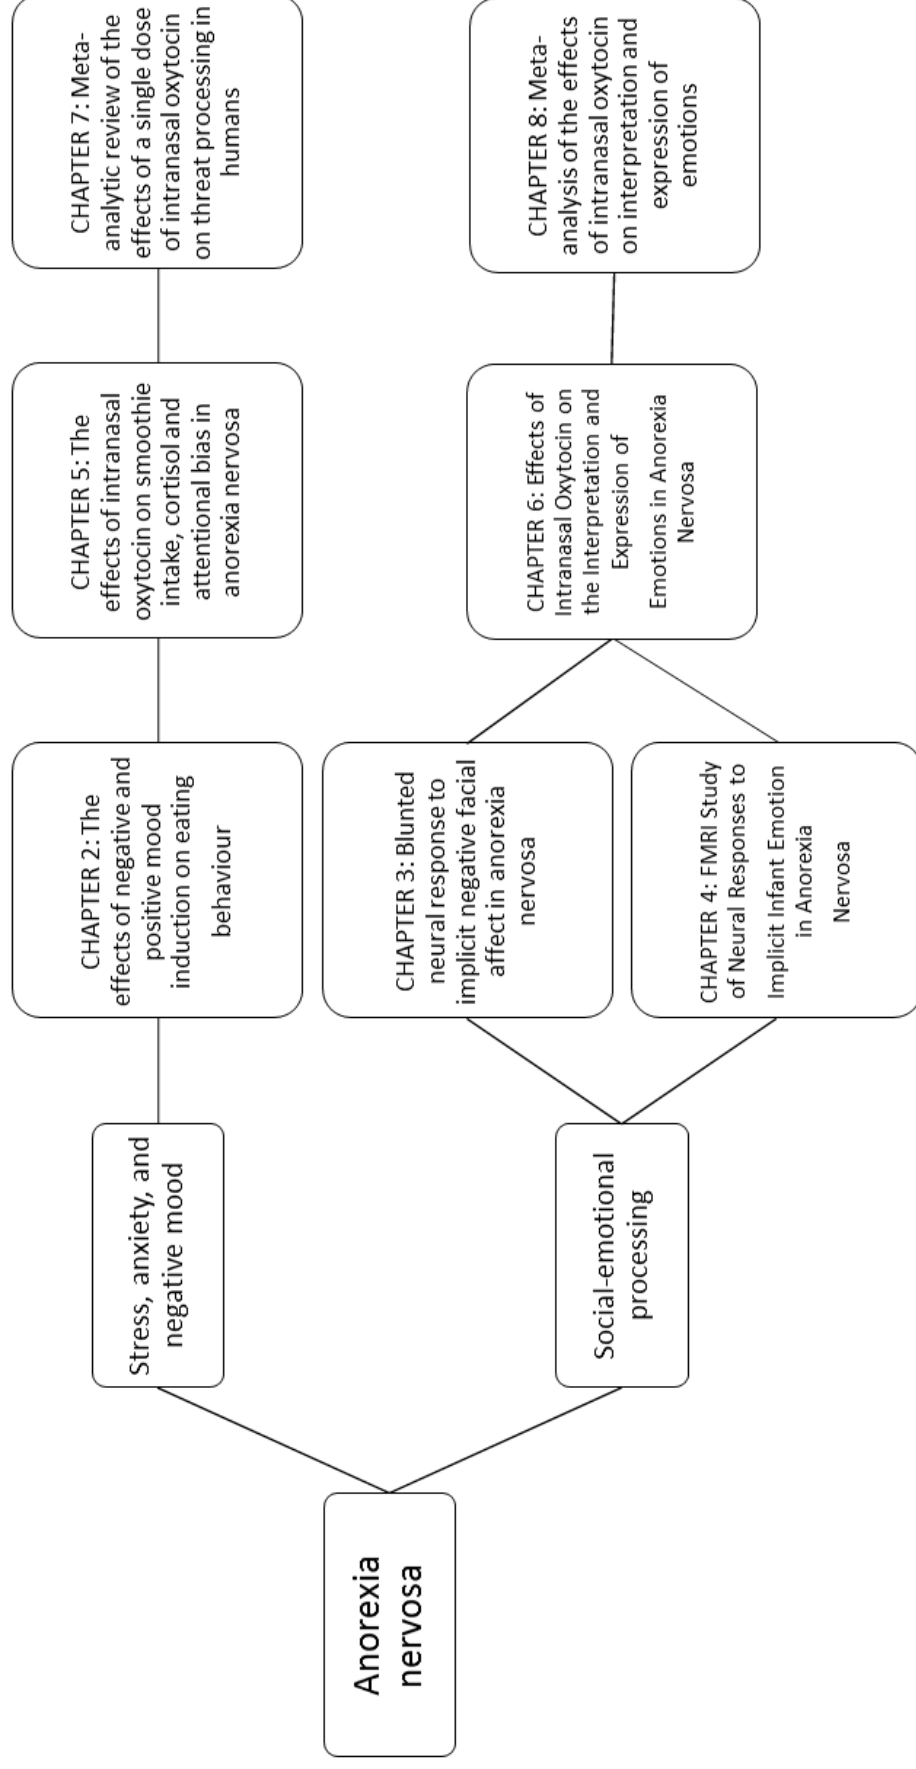 Anorexia
nervosa
Stress, anxiety, and
negative mood
Social-emotional
processing
CHAPTER 2: The
effects of negative and
positive mood
induction on eating
behaviour
CHAPTER 3: Blunted
neural response to
implicit negative facial
affect in anorexia
nervosa
CHAPTER 4: FMRI Study
of Neural Responses to
Implicit Infant Emotion
in Anorexia
Nervosa
CHAPTER 5: The
effects of intranasal
oxytocin on smoothie
intake, cortisol and
attentional bias in
anorexia nervosa
CHAPTER 6: Effects of
Intranasal Oxytocin on
the Interpretation and
Expression of
Emotions in Anorexia
Nervosa
CHAPTER 7: Meta-
analytic review of the
effects of a single dose
of intranasal oxytocin
on threat processing in
humans
CHAPTER 8: Meta-
analysis of the effects
of intranasal oxytocin
on interpretation and
expression of
emotions